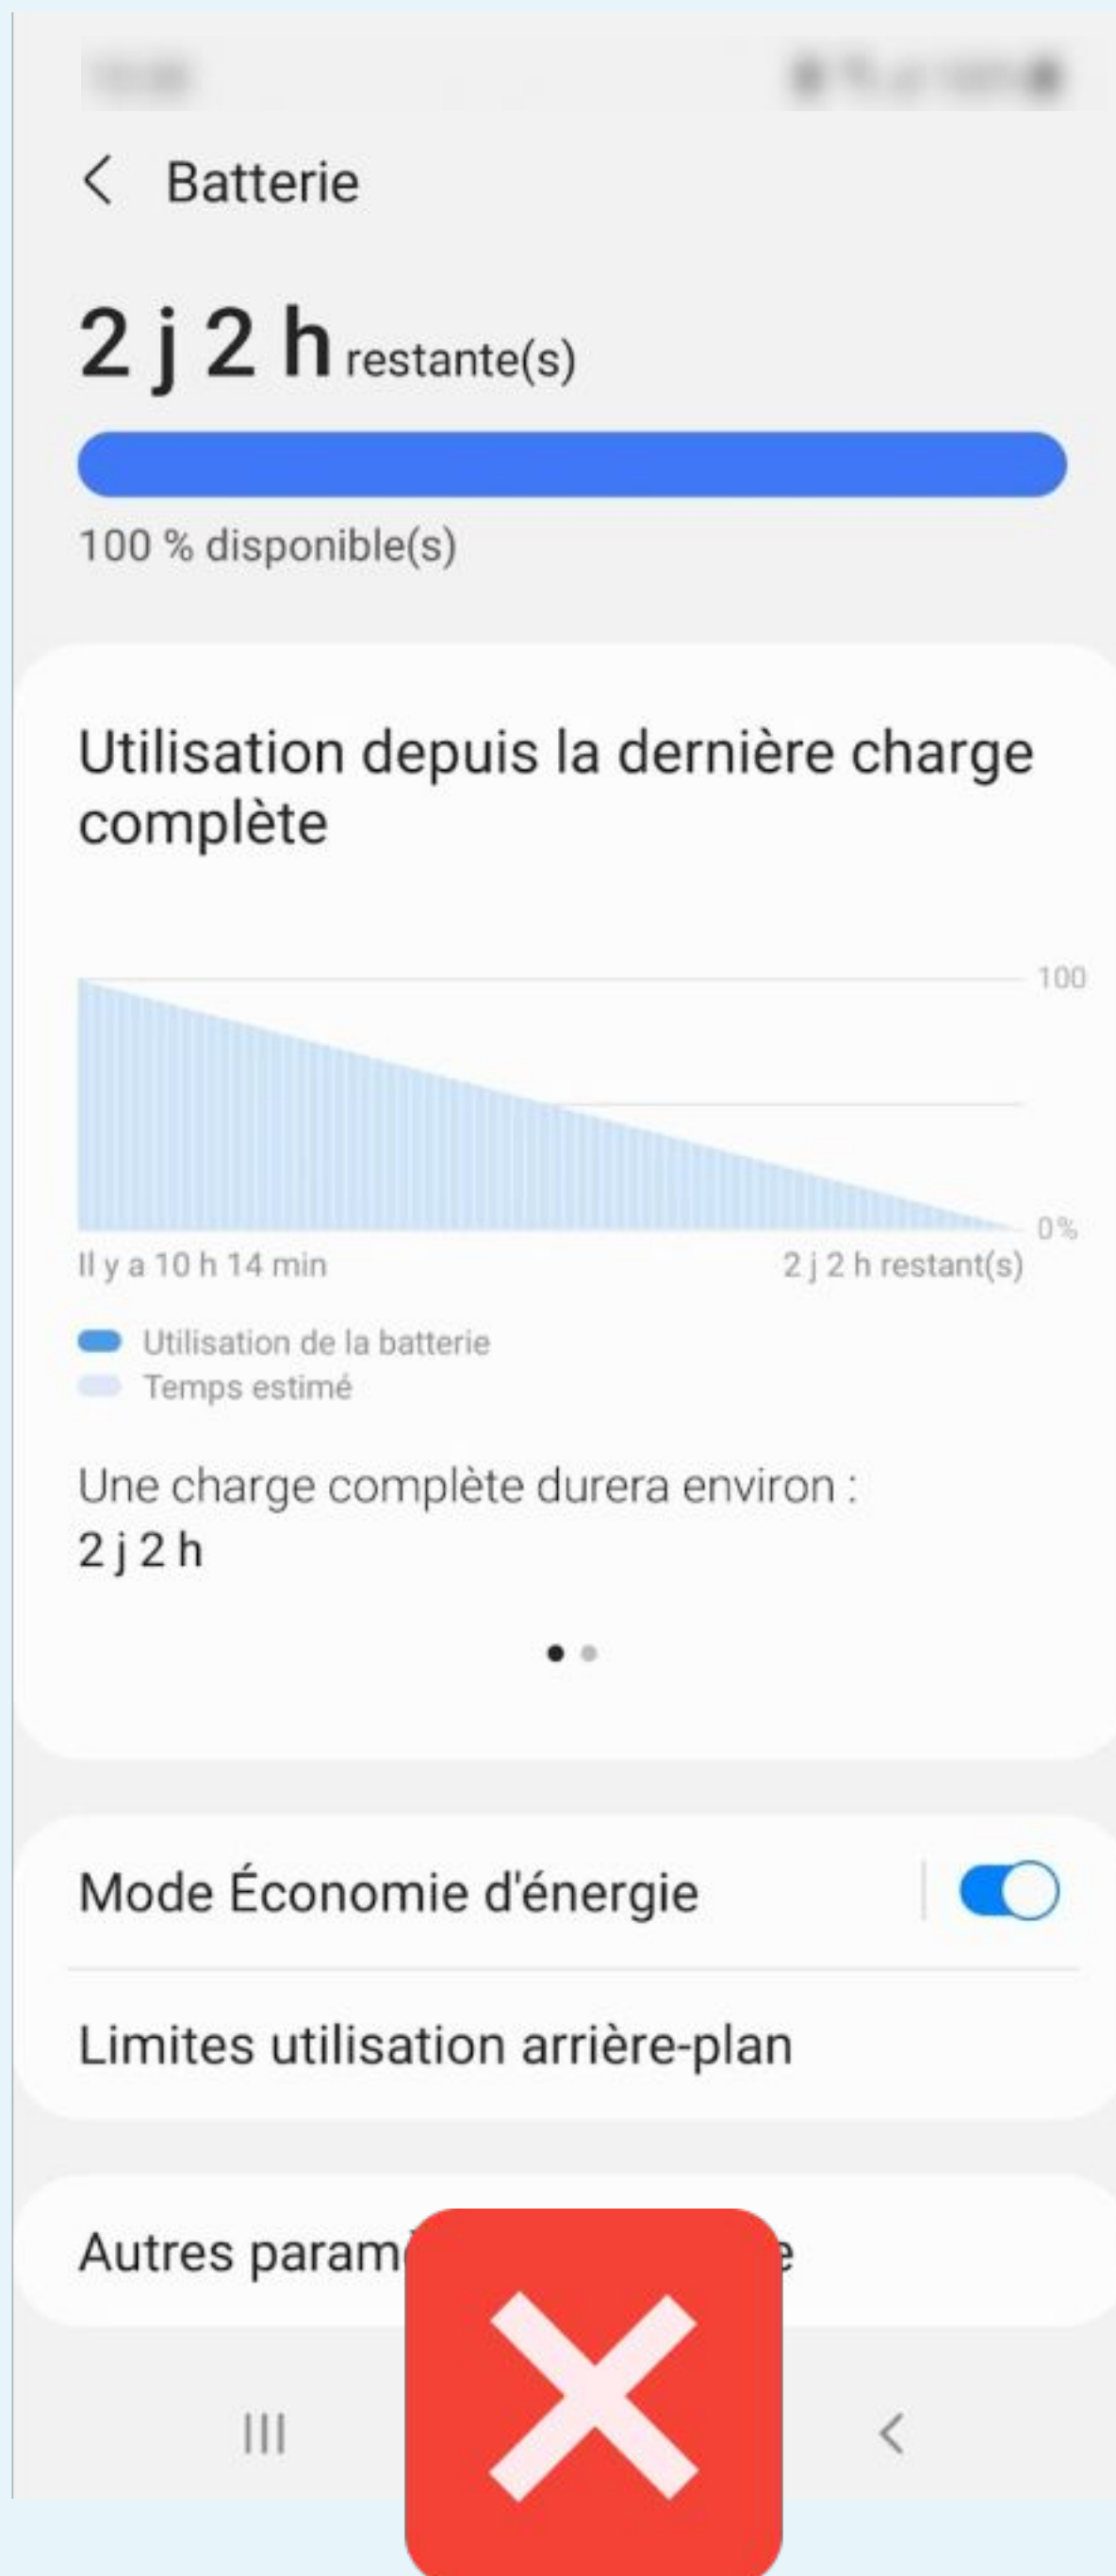 Batterie
2 j 2 h restante(s)
100 % disponible(s)
Utilisation depuis la dernière charge
complète
100
0%
Il y a 10 h 14 min
2 j 2 h restant(s)
Utilisation de la batterie
Temps estimé
Une charge complète durera environ :
2 j 2 h
Mode Économie d'énergie
Limites utilisation arrière-plan
Autres